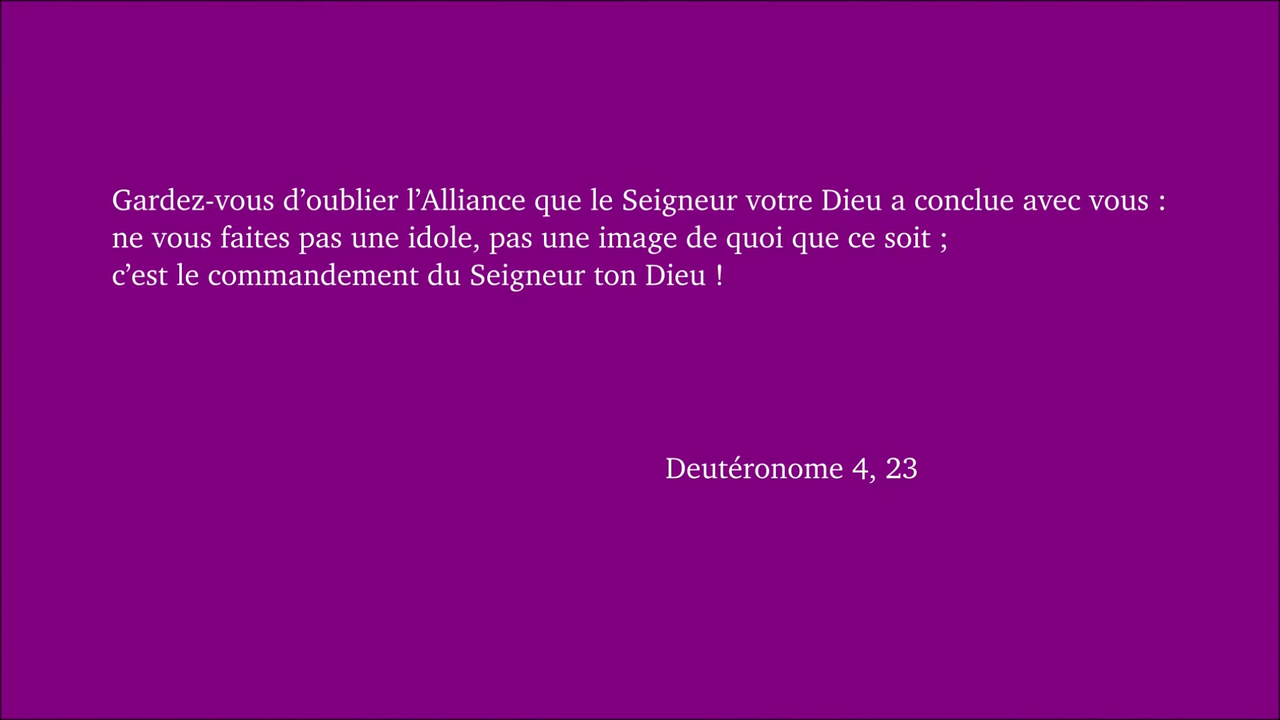 Gardez-vous d’oublier l’Alliance que le Seigneur votre Dieu a conclue avec vous :
ne vous faites pas une idole, pas une image de quoi que ce soit ;
c’est le commandement du Seigneur ton Dieu !
Deutéronome 4, 23